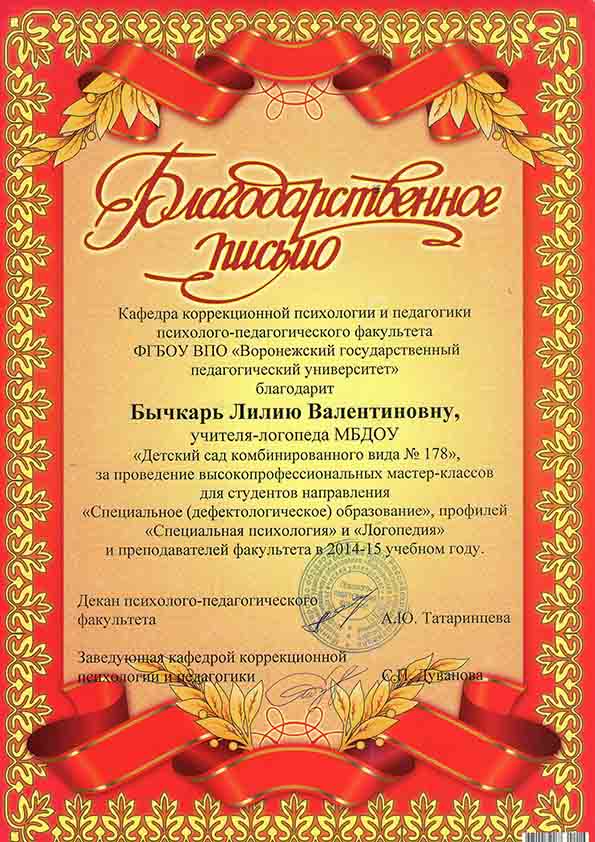 Благодарственное
письмо
Кафедра коррекционной психологии и педагогики
психолого-педагогического факультета
ФГБОУ ВПО «Воронежский государственный
педагогический университет»
благодарит
Бычкарь Лилию Валентиновну,
учителя-логопеда МБДОУ
«Детский сад комбинированного вида № 178»,
за проведение высокопрофессиональных мастер-классов
для студентов направления
«Специальное (дефектологическое) образование», профилей
«Специальная психология» и «Логопедия»
и преподавателей факультета в 2014-15 учебном году.
Декан психолого-педагогического
факультета А.Ю. Татаринцева
Заведующая кафедрой коррекционной
психологии и педагогики С.П. Дуванова